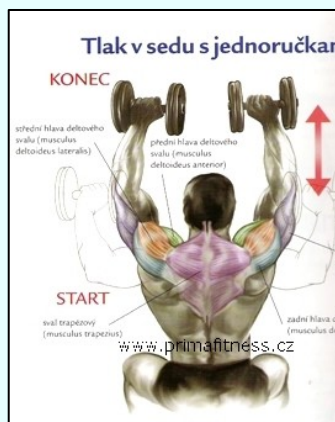 Tlak v sedu s jednoručkam
KONEC
střední hlava deltového
svalu (musculus
deltoideus lateralis)
přední hlava deltového
svalu (musculus
deltoideus anterior)
START
sval trapézový
(musculus trapezius)
zadní hlava
(musculus d
www.primafitness.cz